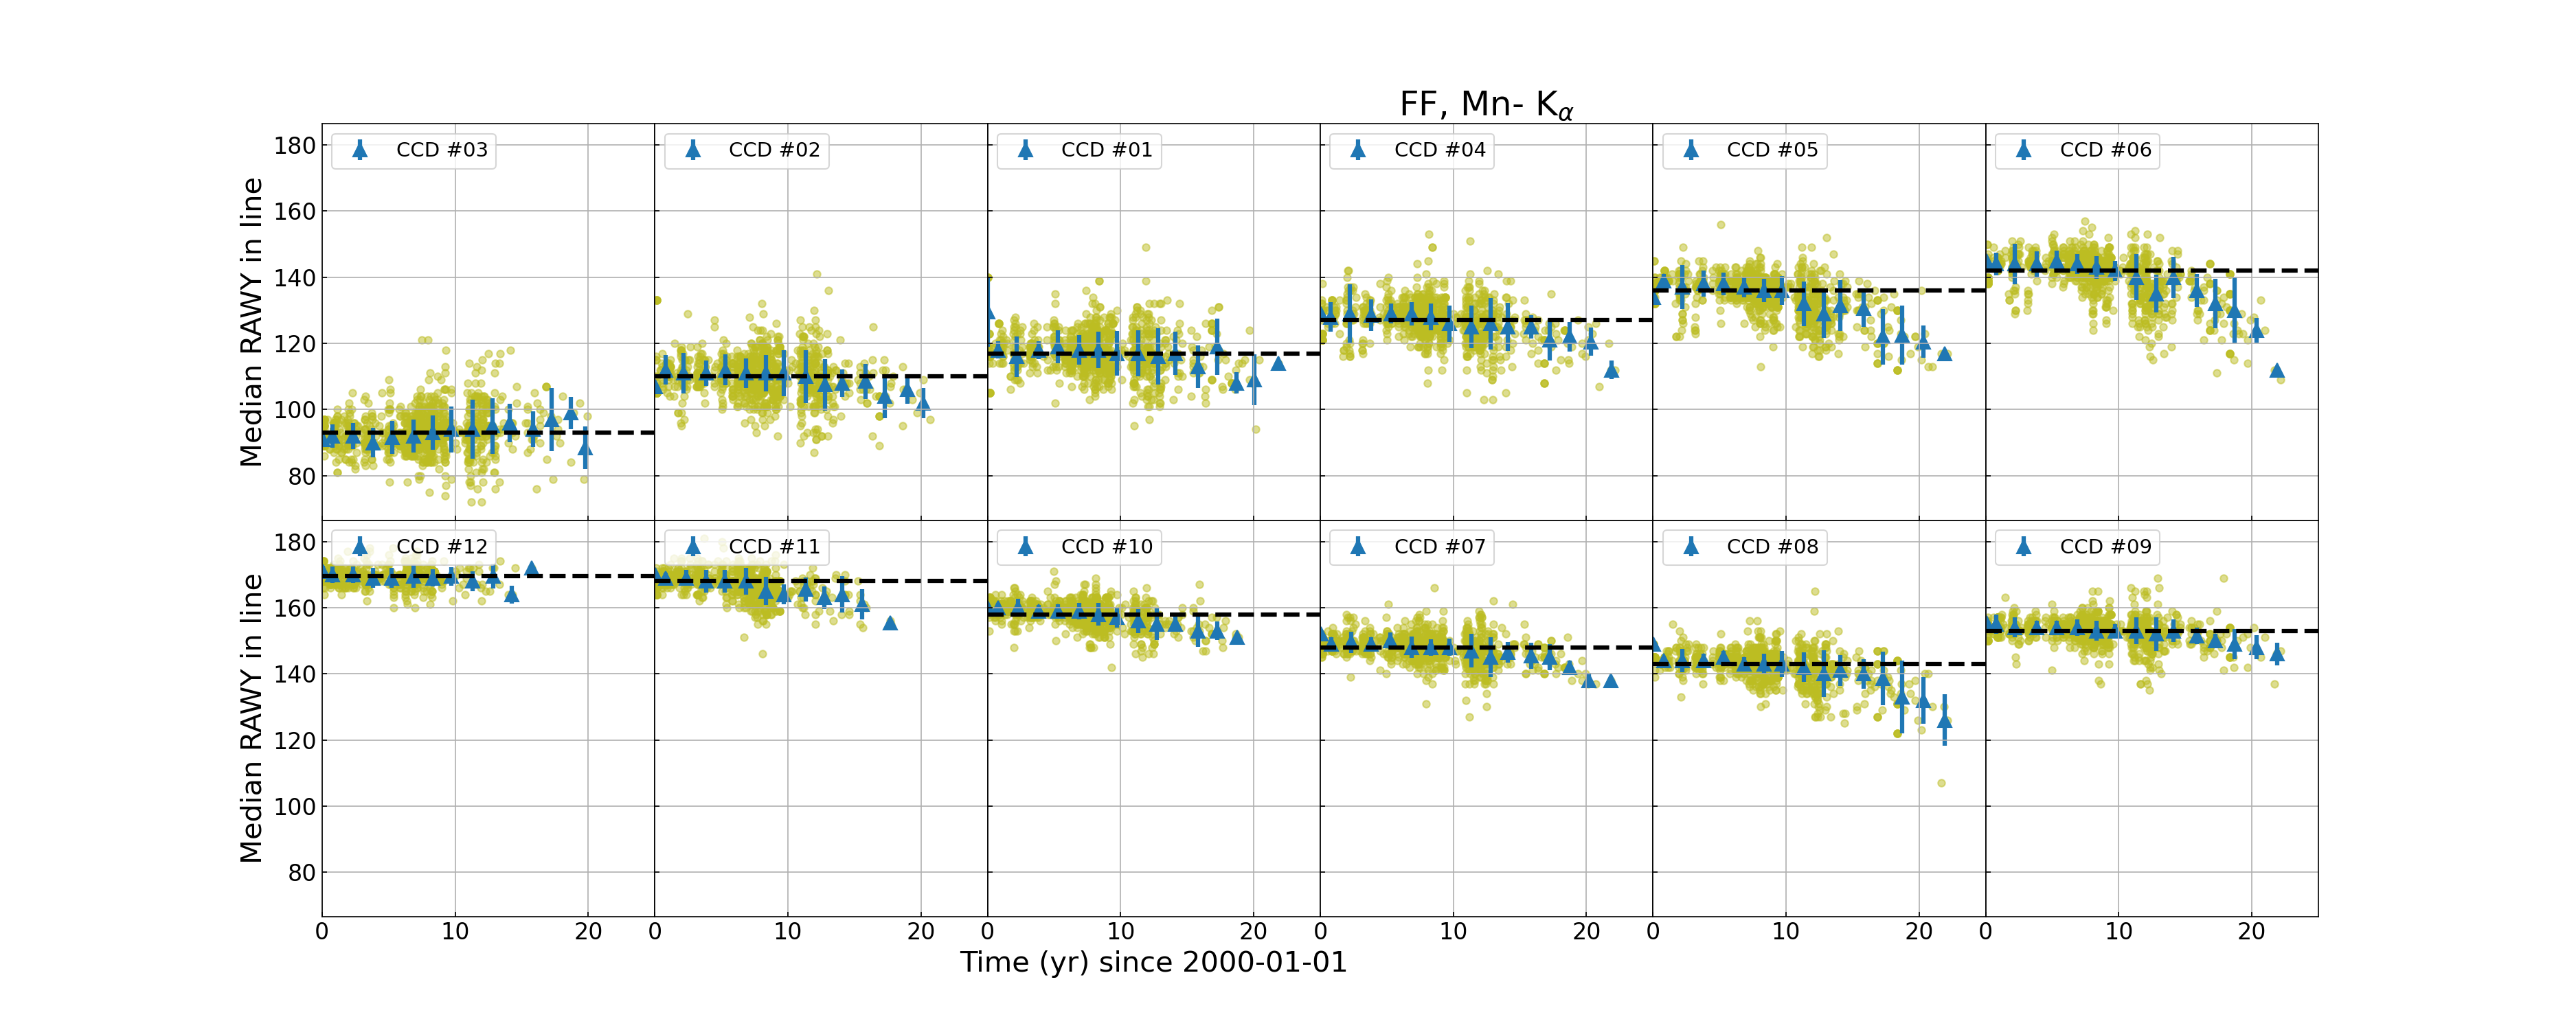 FF, Mn- Kα
CCD #03
CCD #02
CCD #01
CCD #04
CCD #05
CCD #06
180
160
140
120
100
80
Median RAWY in line
CCD #12
CCD #11
CCD #10
CCD #07
CCD #08
CCD #09
180
160
140
120
100
80
Median RAWY in line
0 10 20 0 10 20 0 10 20 0 10 20 0 10 20 0 10 20
Time (yr) since 2000-01-01